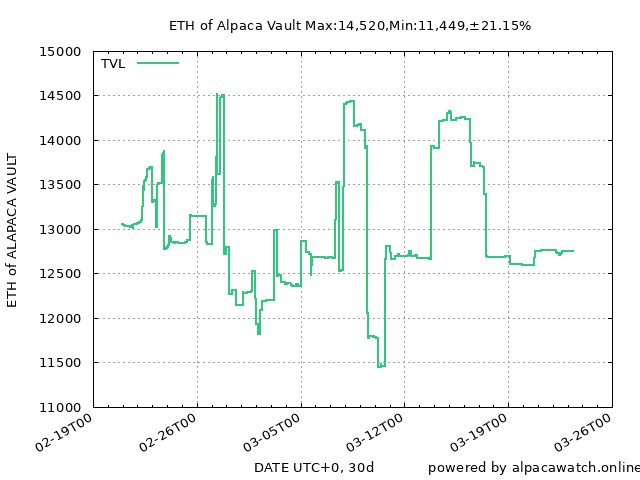 ETH of Alpaca Vault Max:14,520,Min:11,449,±21.15%
15000
TVL
14500
14000
13500
13000
12500
12000
11500
11000
ETH of ALAPACA VAULT
02-19T00
02-26T00
03-05T00
03-12T00
03-19T00
03-26T00
DATE UTC+0, 30d
powered by alpacawatch.online